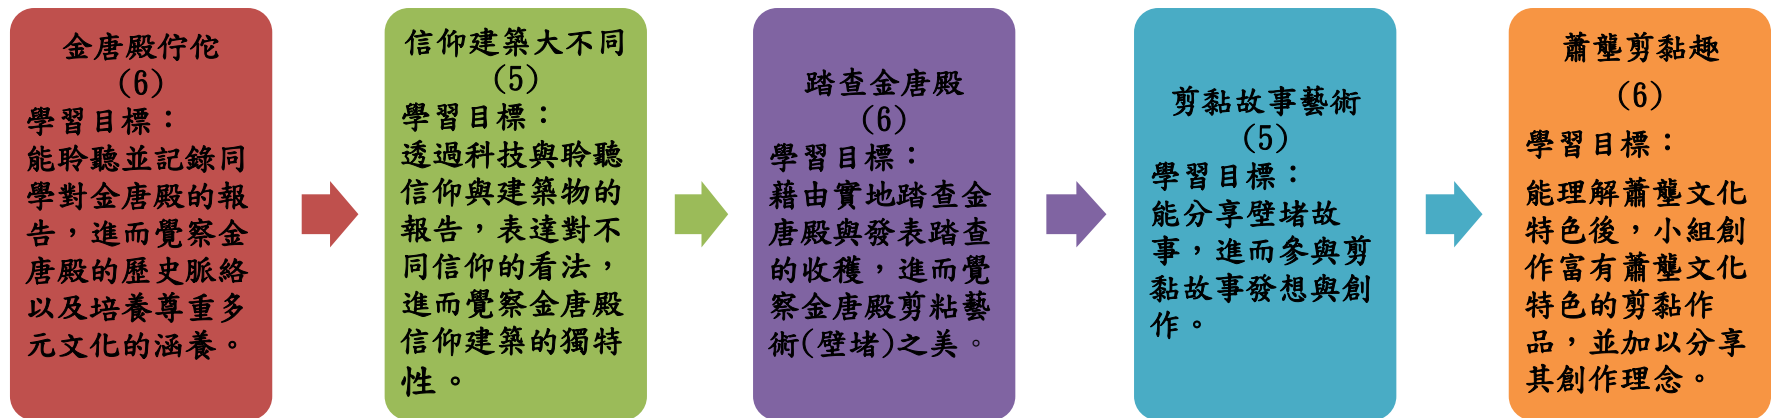 金唐殿佇佗
(6)
學習目標：
能聆聽並記錄同
學對金唐殿的報
告，進而覺察金
唐殿的歷史脈絡
以及培養尊重多
元文化的涵養。
信仰建築大不同
(5)
學習目標：
透過科技與聆聽
信仰與建築物的
報告，表達對不
同信仰的看法，
進而覺察金唐殿
信仰建築的獨特
性。
踏查金唐殿
(6)
學習目標：
藉由實地踏查金
唐殿與發表踏查
的收穫，進而覺
察金唐殿剪粘藝
術(壁堵)之美。
剪黏故事藝術
(5)
學習目標：
能分享壁堵故
事，進而參與剪
黏故事發想與創
作。
蕭壟剪黏趣
(6)
學習目標：
能理解蕭壟文化
特色後，小組創
作富有蕭壟文化
特色的剪黏作
品，並加以分享
其創作理念。